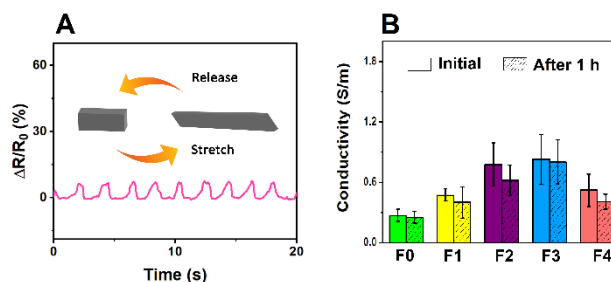 A
ΔR/R₀ (%)
60
30
0
Release
Stretch
0
10
20
Time (s)
B
Conductivity (S/m)
1.8
1.2
0.6
0.0
Initial
After 1 h
F0
F1
F2
F3
F4